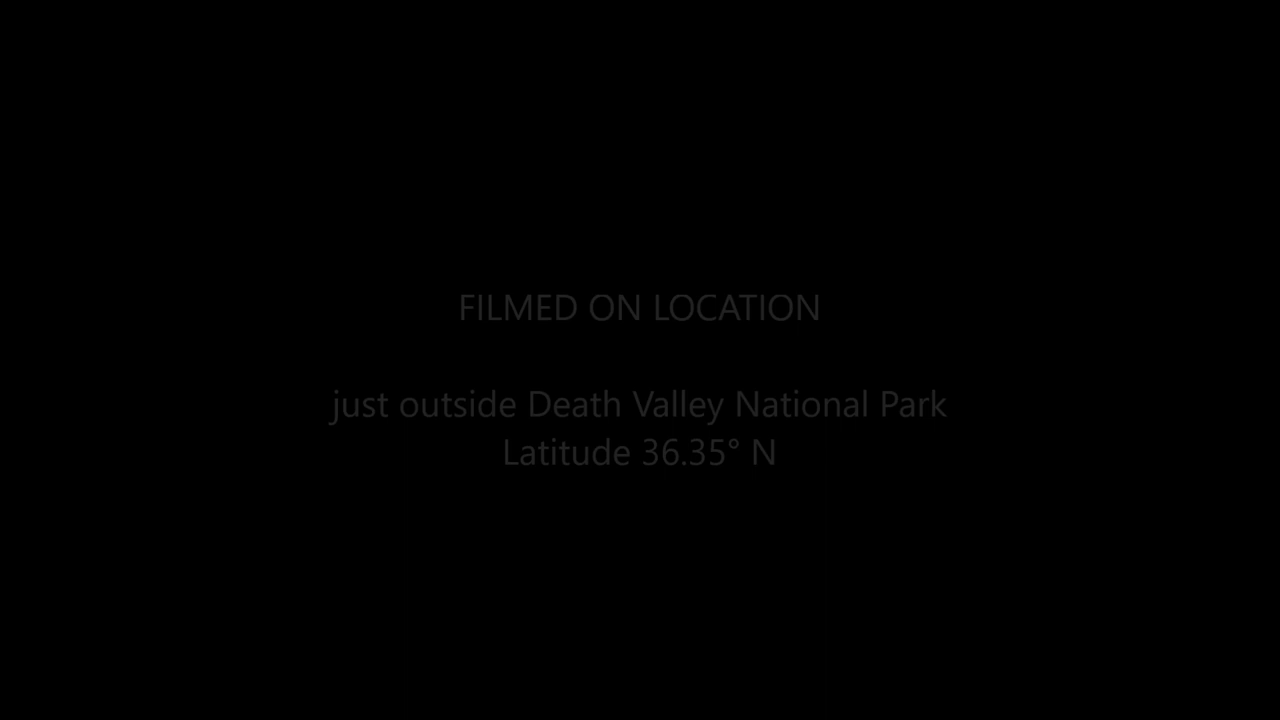 FILMED ON LOCATION
just outside Death Valley National Park
Latitude 36.35° N